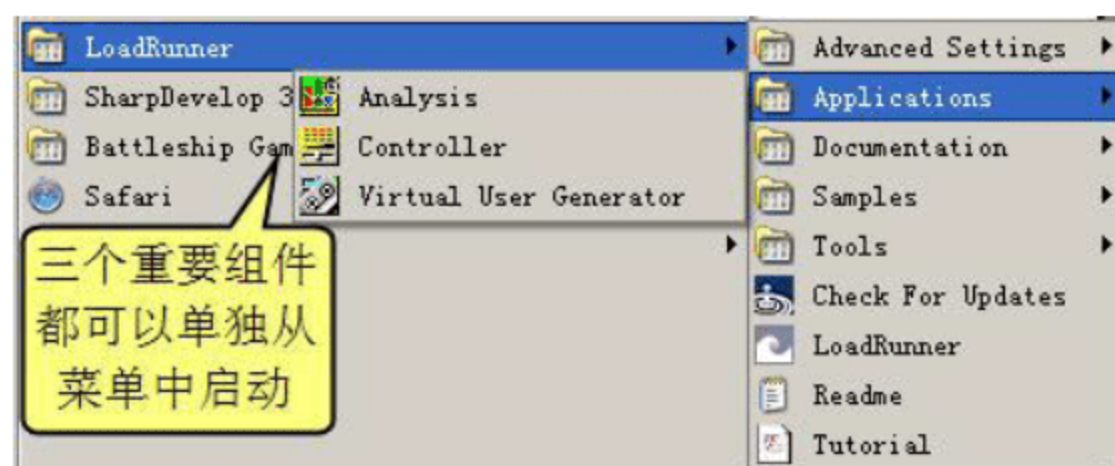 LoadRunner
SharpDevelop 3
Battleship Gam
Safari
Analysis
Controller
Virtual User Generator
Advanced Settings
Applications
Documentation
Samples
Tools
Check For Updates
LoadRunner
Readme
Tutorial
三个重要组件
都可以单独从
菜单中启动